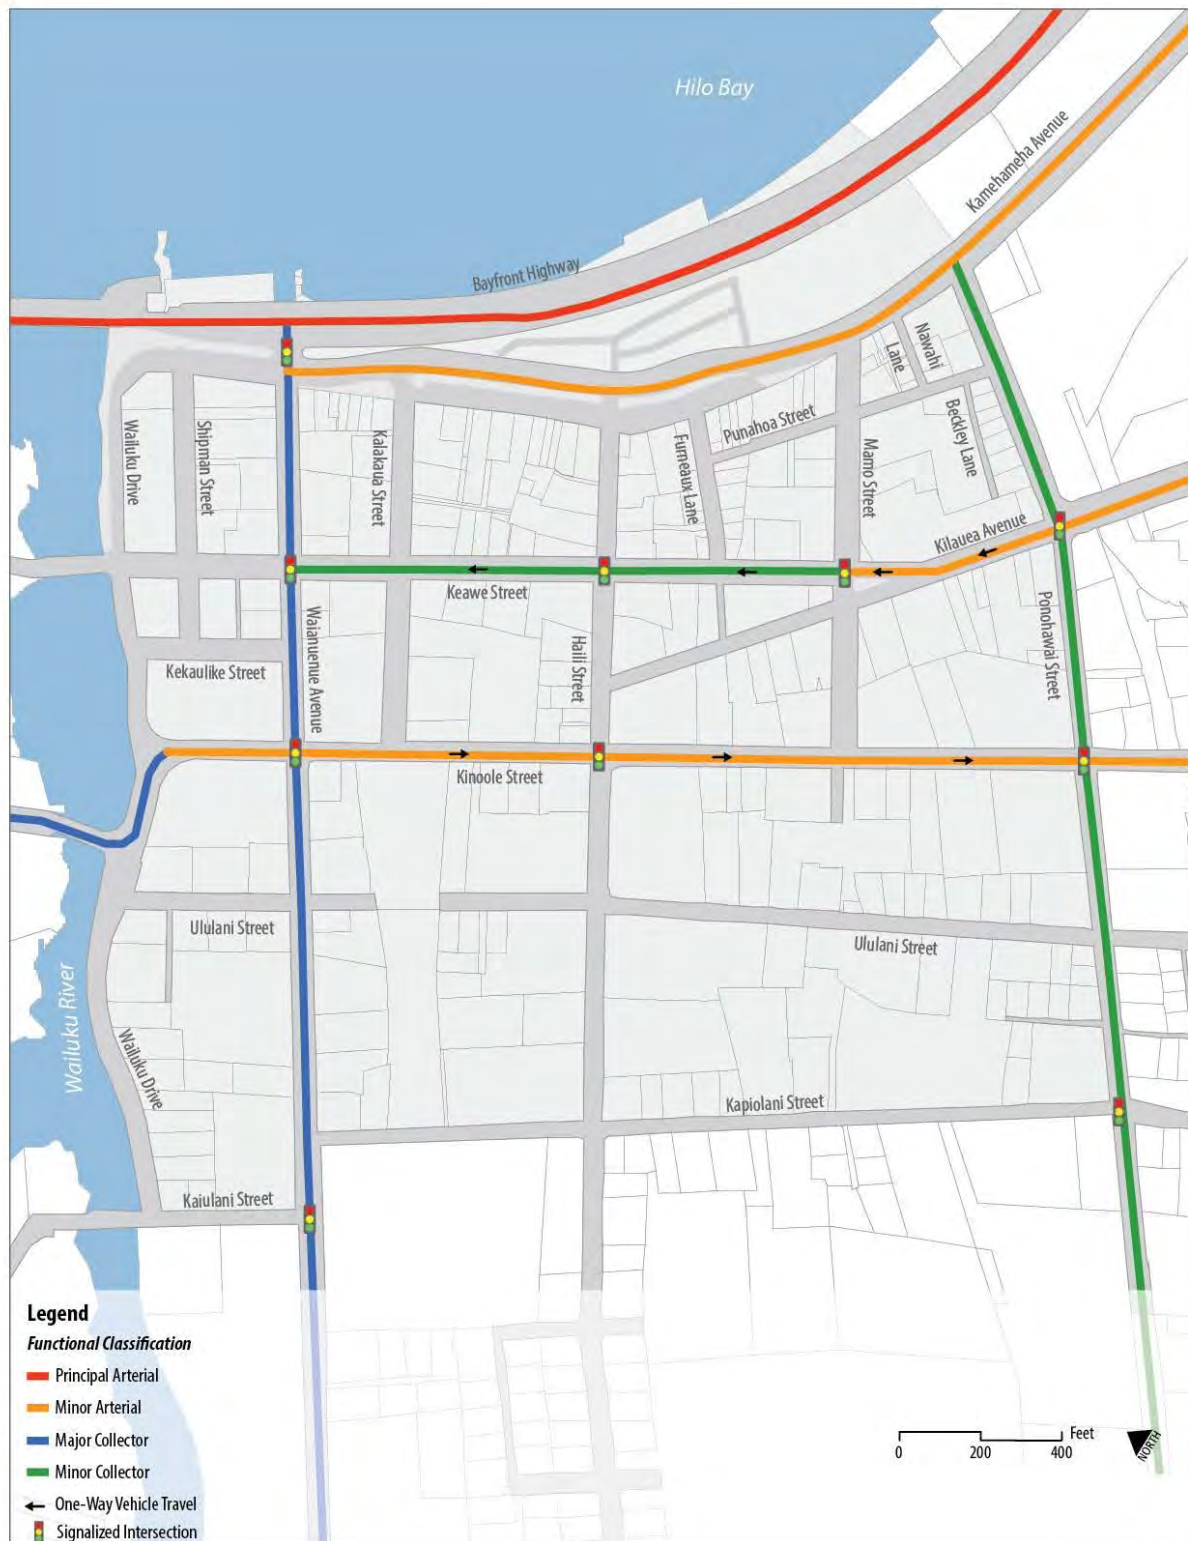 Hilo Bay
Kamehameha Avenue
Bayfront Highway
Nawahi
Lane
Wailuku Drive
Shipman Street
Kalakaua Street
Furneaux Lane
Punahoa Street
Mamo Street
Beckley Lane
Kilauea Avenue
Keawe Street
Waianuenue Avenue
Haili Street
Ponohawai Street
Kekaulike Street
Kinoole Street
Ululani Street
Ululani Street
Wailuku River
Wailuku Drive
Kapiolani Street
Kaiulani Street
Legend
Functional Classification
Principal Arterial
Minor Arterial
Major Collector
Minor Collector
One-Way Vehicle Travel
Signalized Intersection
Feet
0 200 400
NORTH